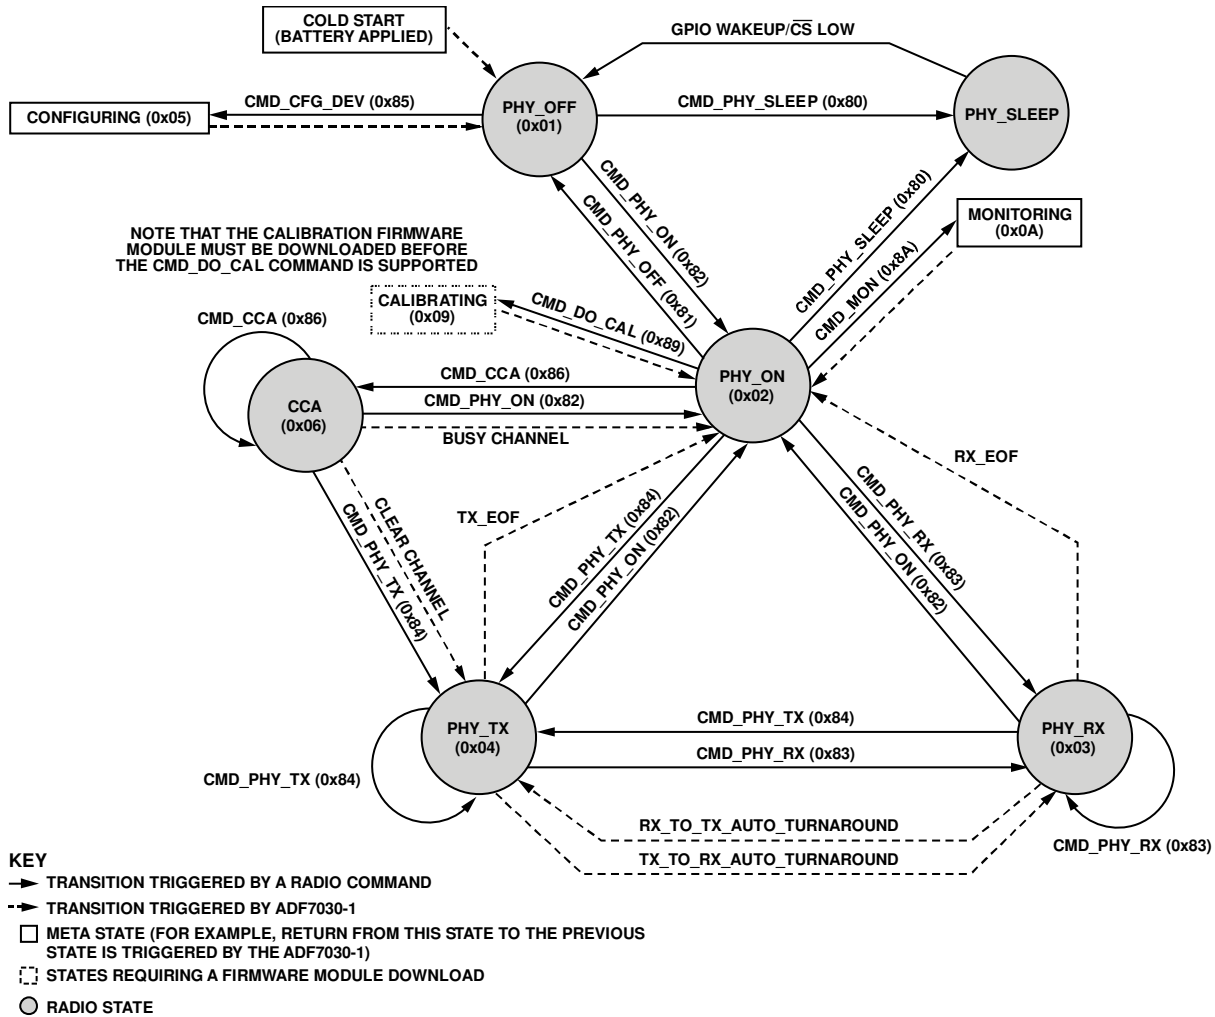 COLD START
(BATTERY APPLIED)
GPIO WAKEUP/C̅S̅ LOW
CONFIGURING (0x05)
CMD_CFG_DEV (0x85)
PHY_OFF
(0x01)
CMD_PHY_SLEEP (0x80)
PHY_SLEEP
CMD_PHY_ON (0x82)
CMD_PHY_OFF (0x81)
CMD_PHY_SLEEP (0x80)
CMD_MON (0x8A)
MONITORING
(0x0A)
NOTE THAT THE CALIBRATION FIRMWARE
MODULE MUST BE DOWNLOADED BEFORE
THE CMD_DO_CAL COMMAND IS SUPPORTED
CALIBRATING
(0x09)
CMD_DO_CAL (0x89)
CMD_CCA (0x86)
CCA
(0x06)
CMD_CCA (0x86)
CMD_PHY_ON (0x82)
BUSY CHANNEL
PHY_ON
(0x02)
RX_EOF
TX_EOF
CLEAR CHANNEL
CMD_PHY_TX (0x84)
CMD_PHY_TX (0x84)
CMD_PHY_ON (0x82)
CMD_PHY_RX (0x83)
CMD_PHY_ON (0x82)
PHY_TX
(0x04)
CMD_PHY_TX (0x84)
CMD_PHY_RX (0x83)
PHY_RX
(0x03)
CMD_PHY_TX (0x84)
RX_TO_TX_AUTO_TURNAROUND
TX_TO_RX_AUTO_TURNAROUND
CMD_PHY_RX (0x83)
KEY
TRANSITION TRIGGERED BY A RADIO COMMAND
TRANSITION TRIGGERED BY ADF7030-1
META STATE (FOR EXAMPLE, RETURN FROM THIS STATE TO THE PREVIOUS
STATE IS TRIGGERED BY THE ADF7030-1)
STATES REQUIRING A FIRMWARE MODULE DOWNLOAD
RADIO STATE